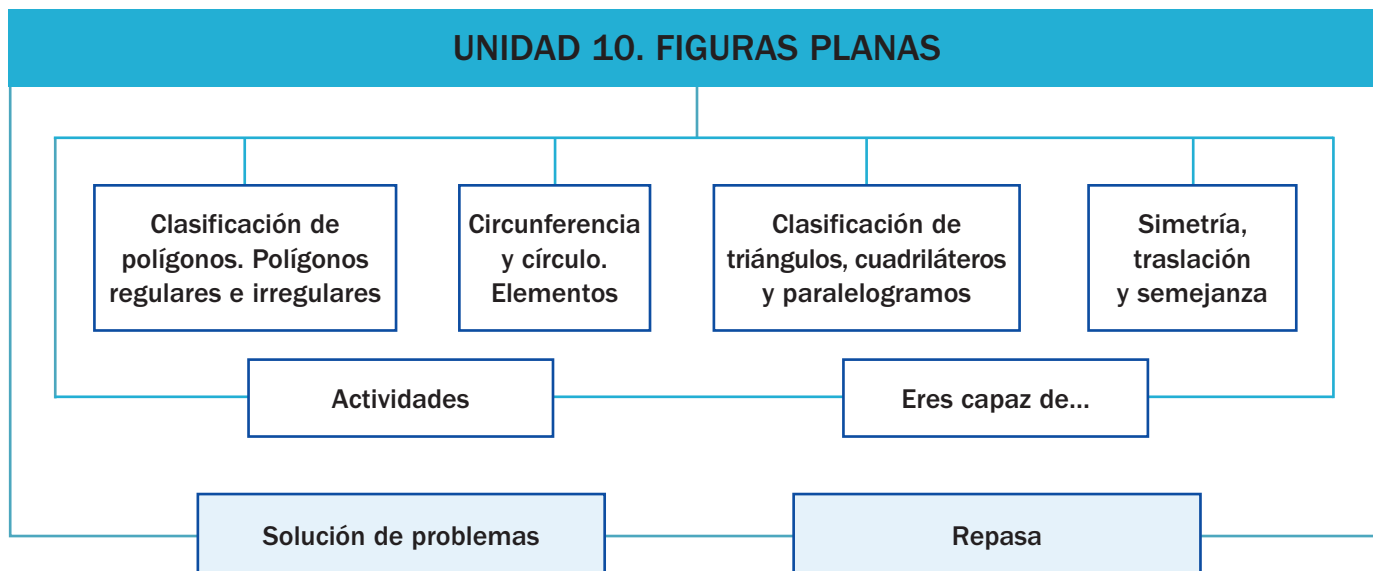 UNIDAD 10. FIGURAS PLANAS
Clasificación de
polígonos. Polígonos
regulares e irregulares
Circunferencia
y círculo.
Elementos
Clasificación de
triángulos, cuadriláteros
y paralelogramos
Simetría,
traslación
y semejanza
Actividades
Eres capaz de...
Solución de problemas
Repasa